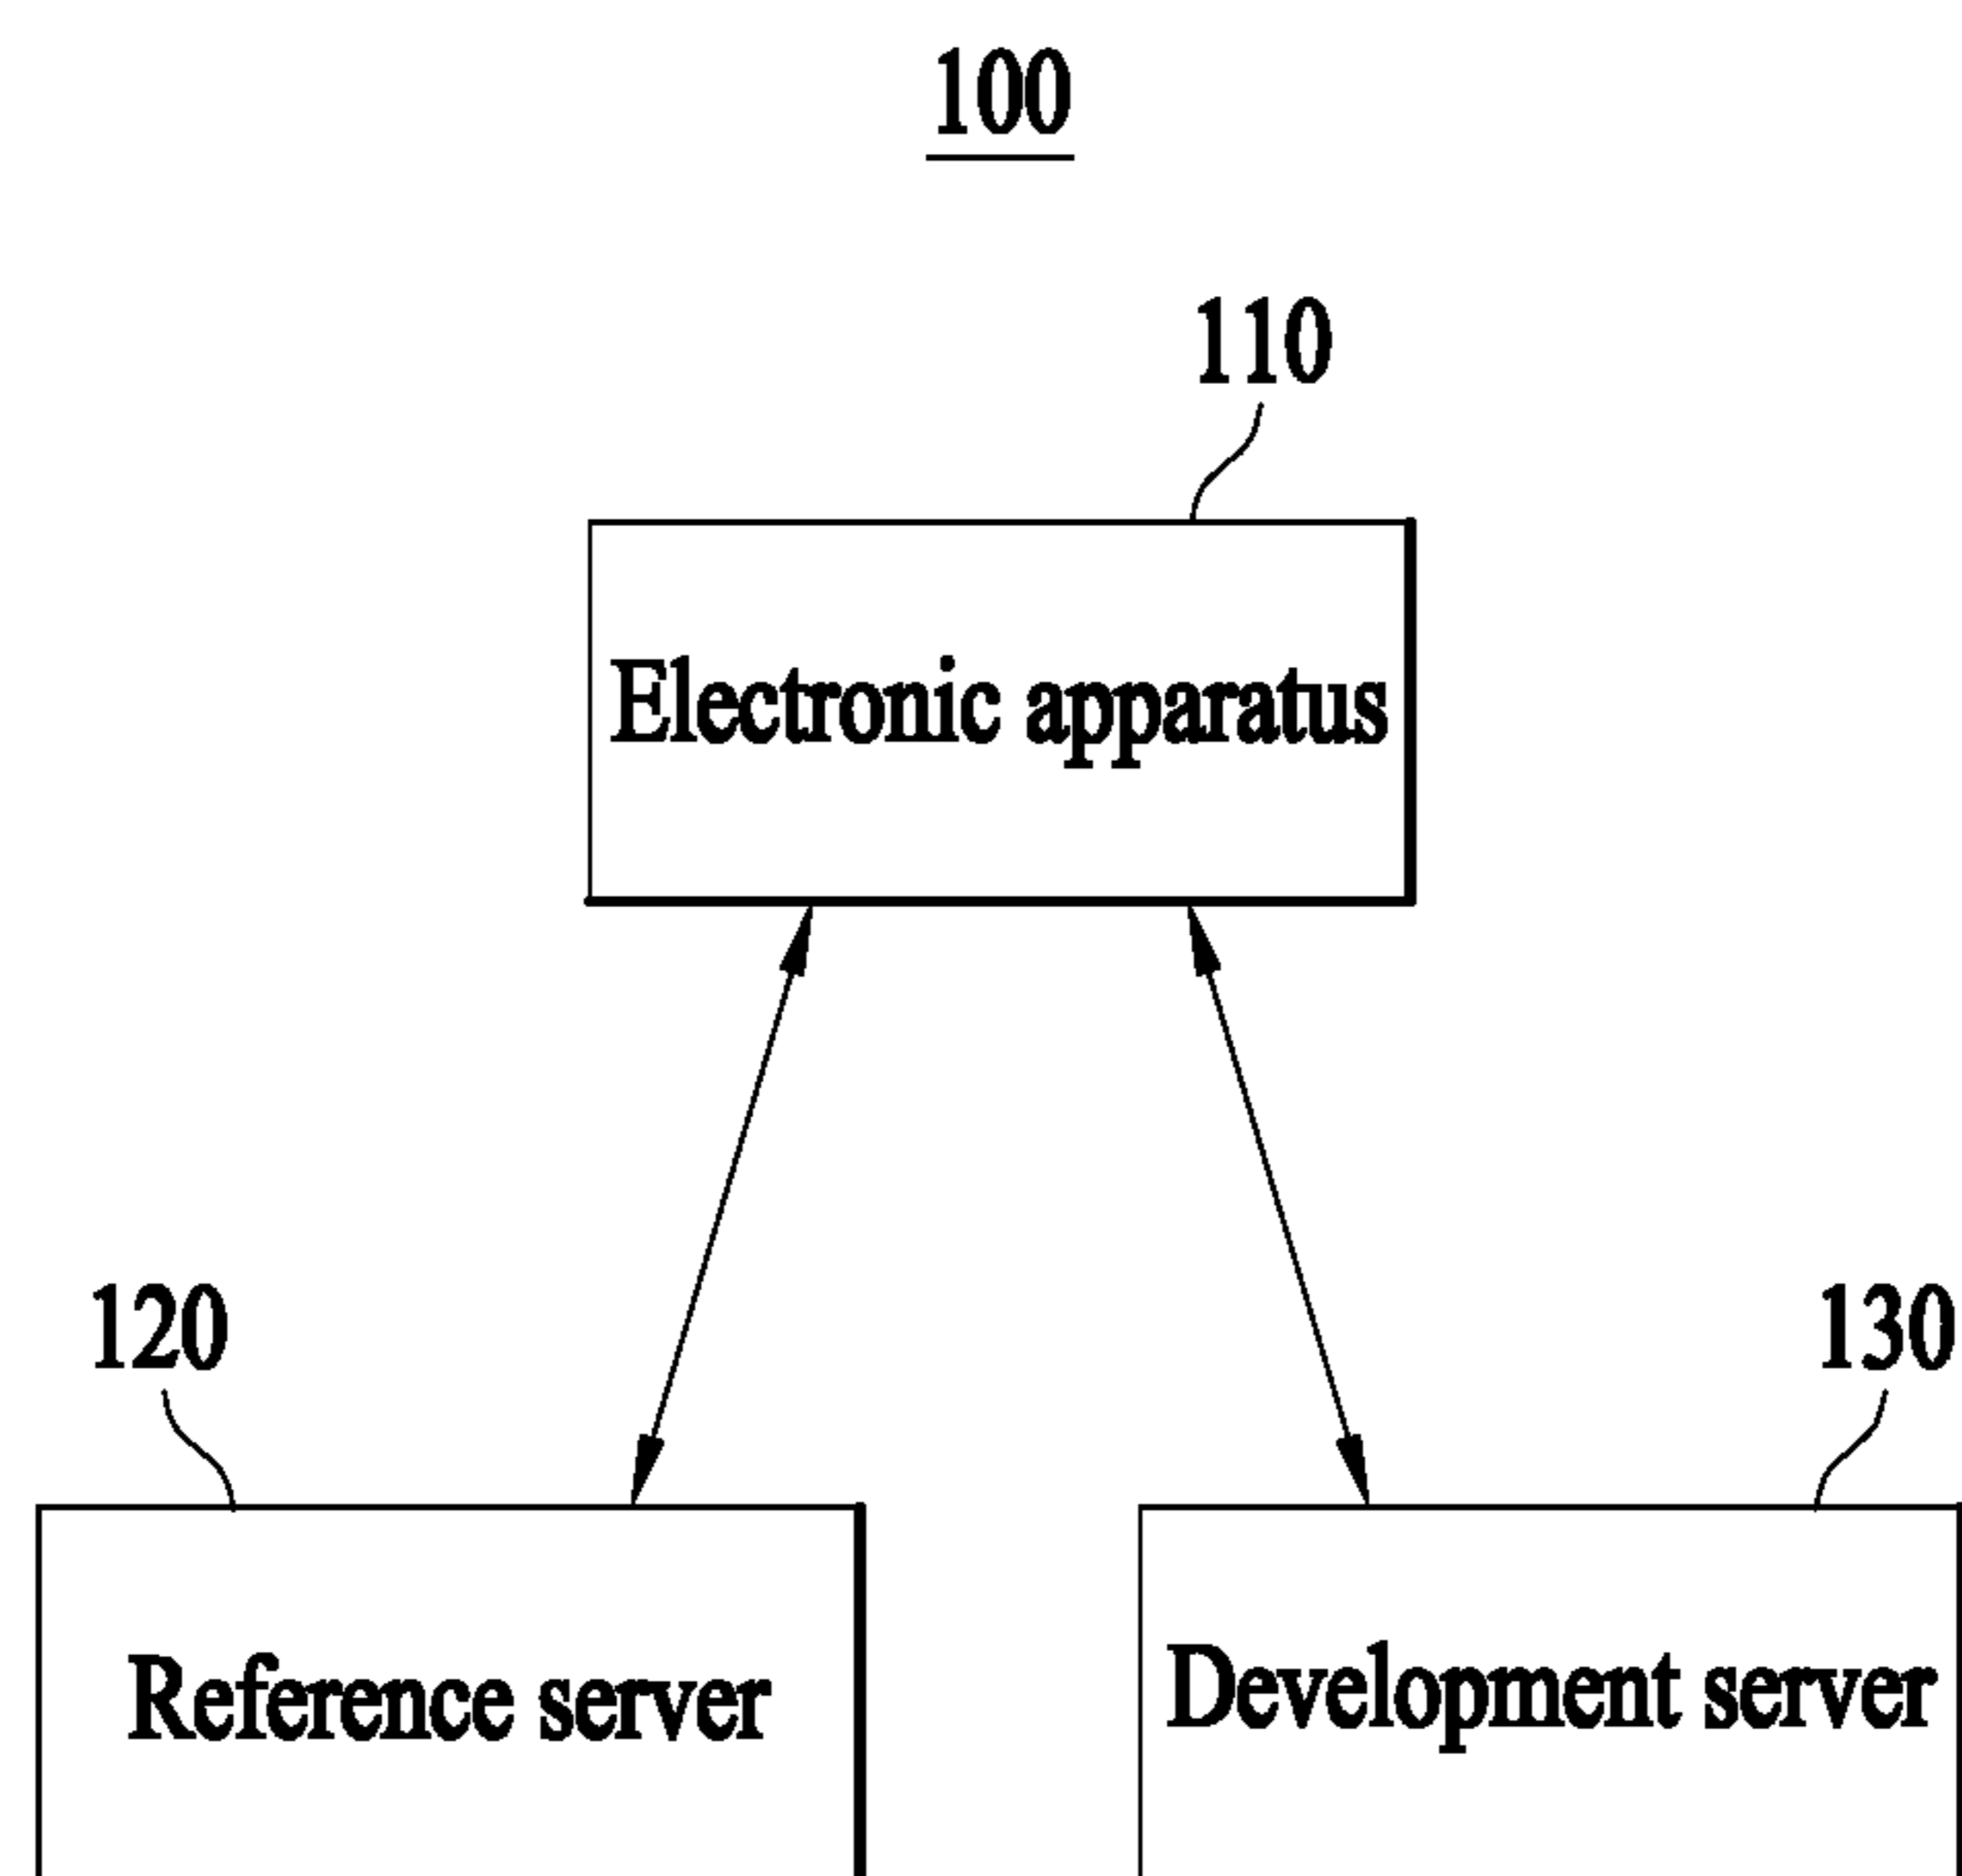 100
110
Electronic apparatus
120
130
Reference server
Development server